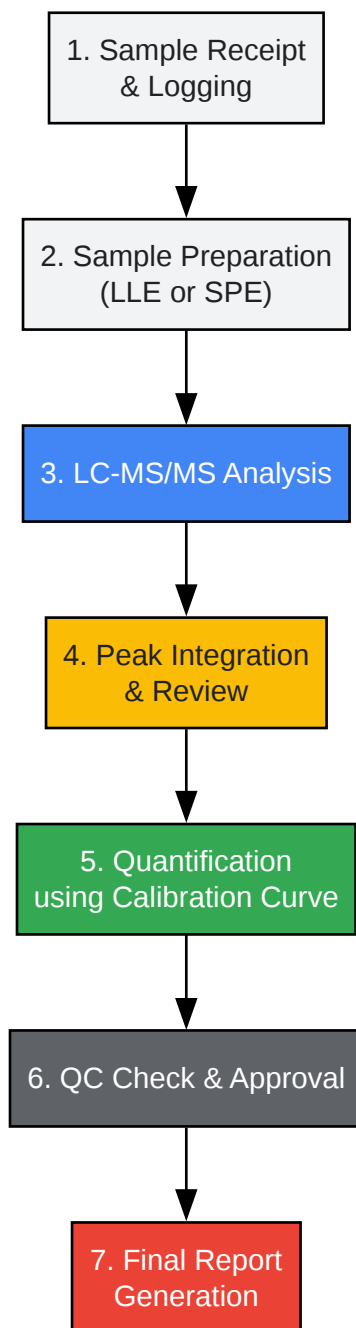 1. Sample Receipt
& Logging
2. Sample Preparation
(LLE or SPE)
3. LC-MS/MS Analysis
4. Peak Integration
& Review
5. Quantification
using Calibration Curve
6. QC Check & Approval
7. Final Report
Generation